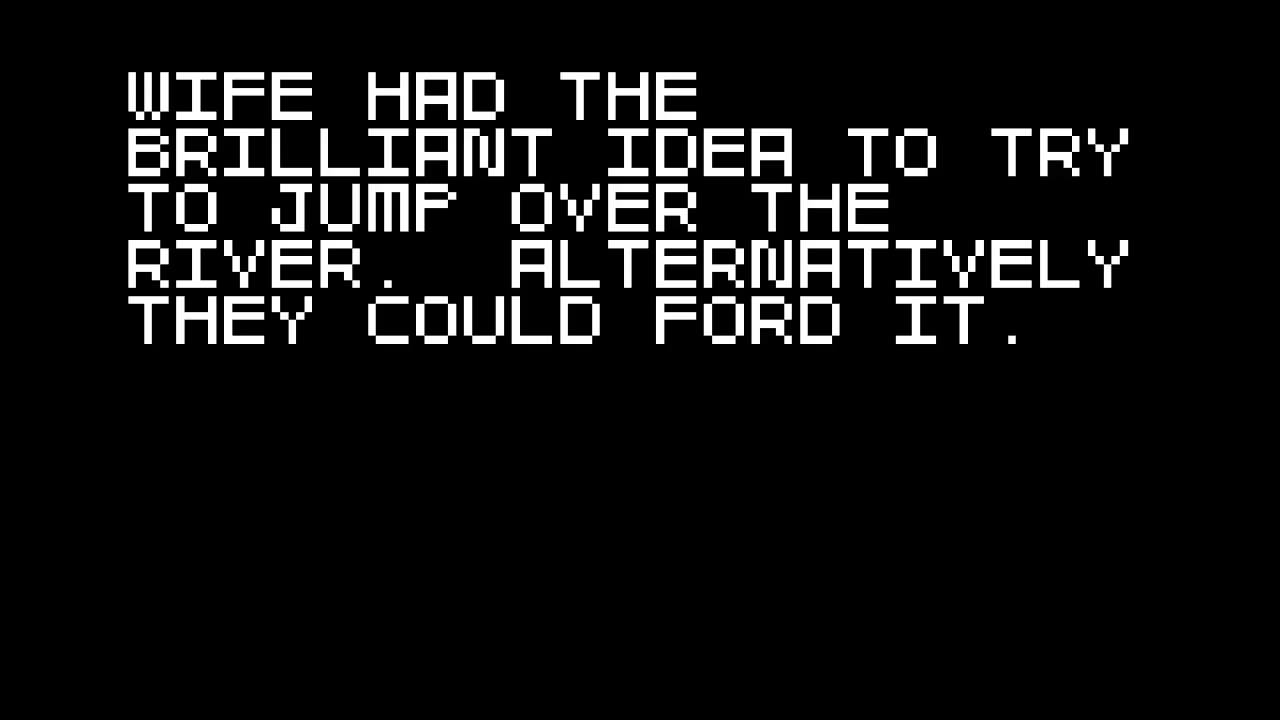 WIFE HAD THE
BRILLIANT IDEA TO TRY
TO JUMP OVER THE
RIVER.  ALTERNATIVELY
THEY COULD FORD IT.